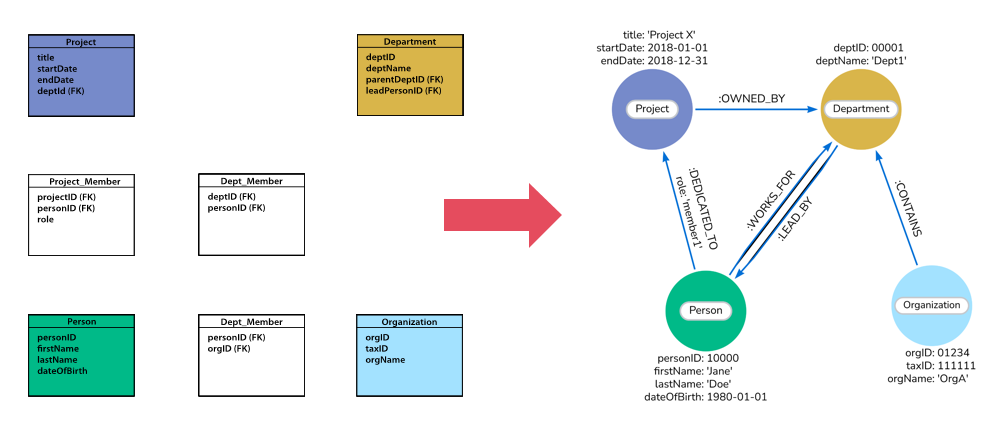 Project
title
startDate
endDate
deptId (FK)
Department
deptID
deptName
parentDeptID (FK)
leadPersonID (FK)
Project_Member
projectID (FK)
personID (FK)
role
Dept_Member
deptID (FK)
personID (FK)
Person
personID
firstName
lastName
dateOfBirth
Dept_Member
personID (FK)
orgID (FK)
Organization
orgID
taxID
orgName
title: 'Project X'
startDate: 2018-01-01
endDate: 2018-12-31
Project
:OWNED_BY
deptID: 00001
deptName: 'Dept1'
Department
:DEDICATED_TO
role: 'member1'
:WORKS_FOR
:LEAD_BY
:CONTAINS
Person
personID: 10000
firstName: 'Jane'
lastName: 'Doe'
dateOfBirth: 1980-01-01
Organization
orgID: 01234
taxID: 111111
orgName: 'OrgA'